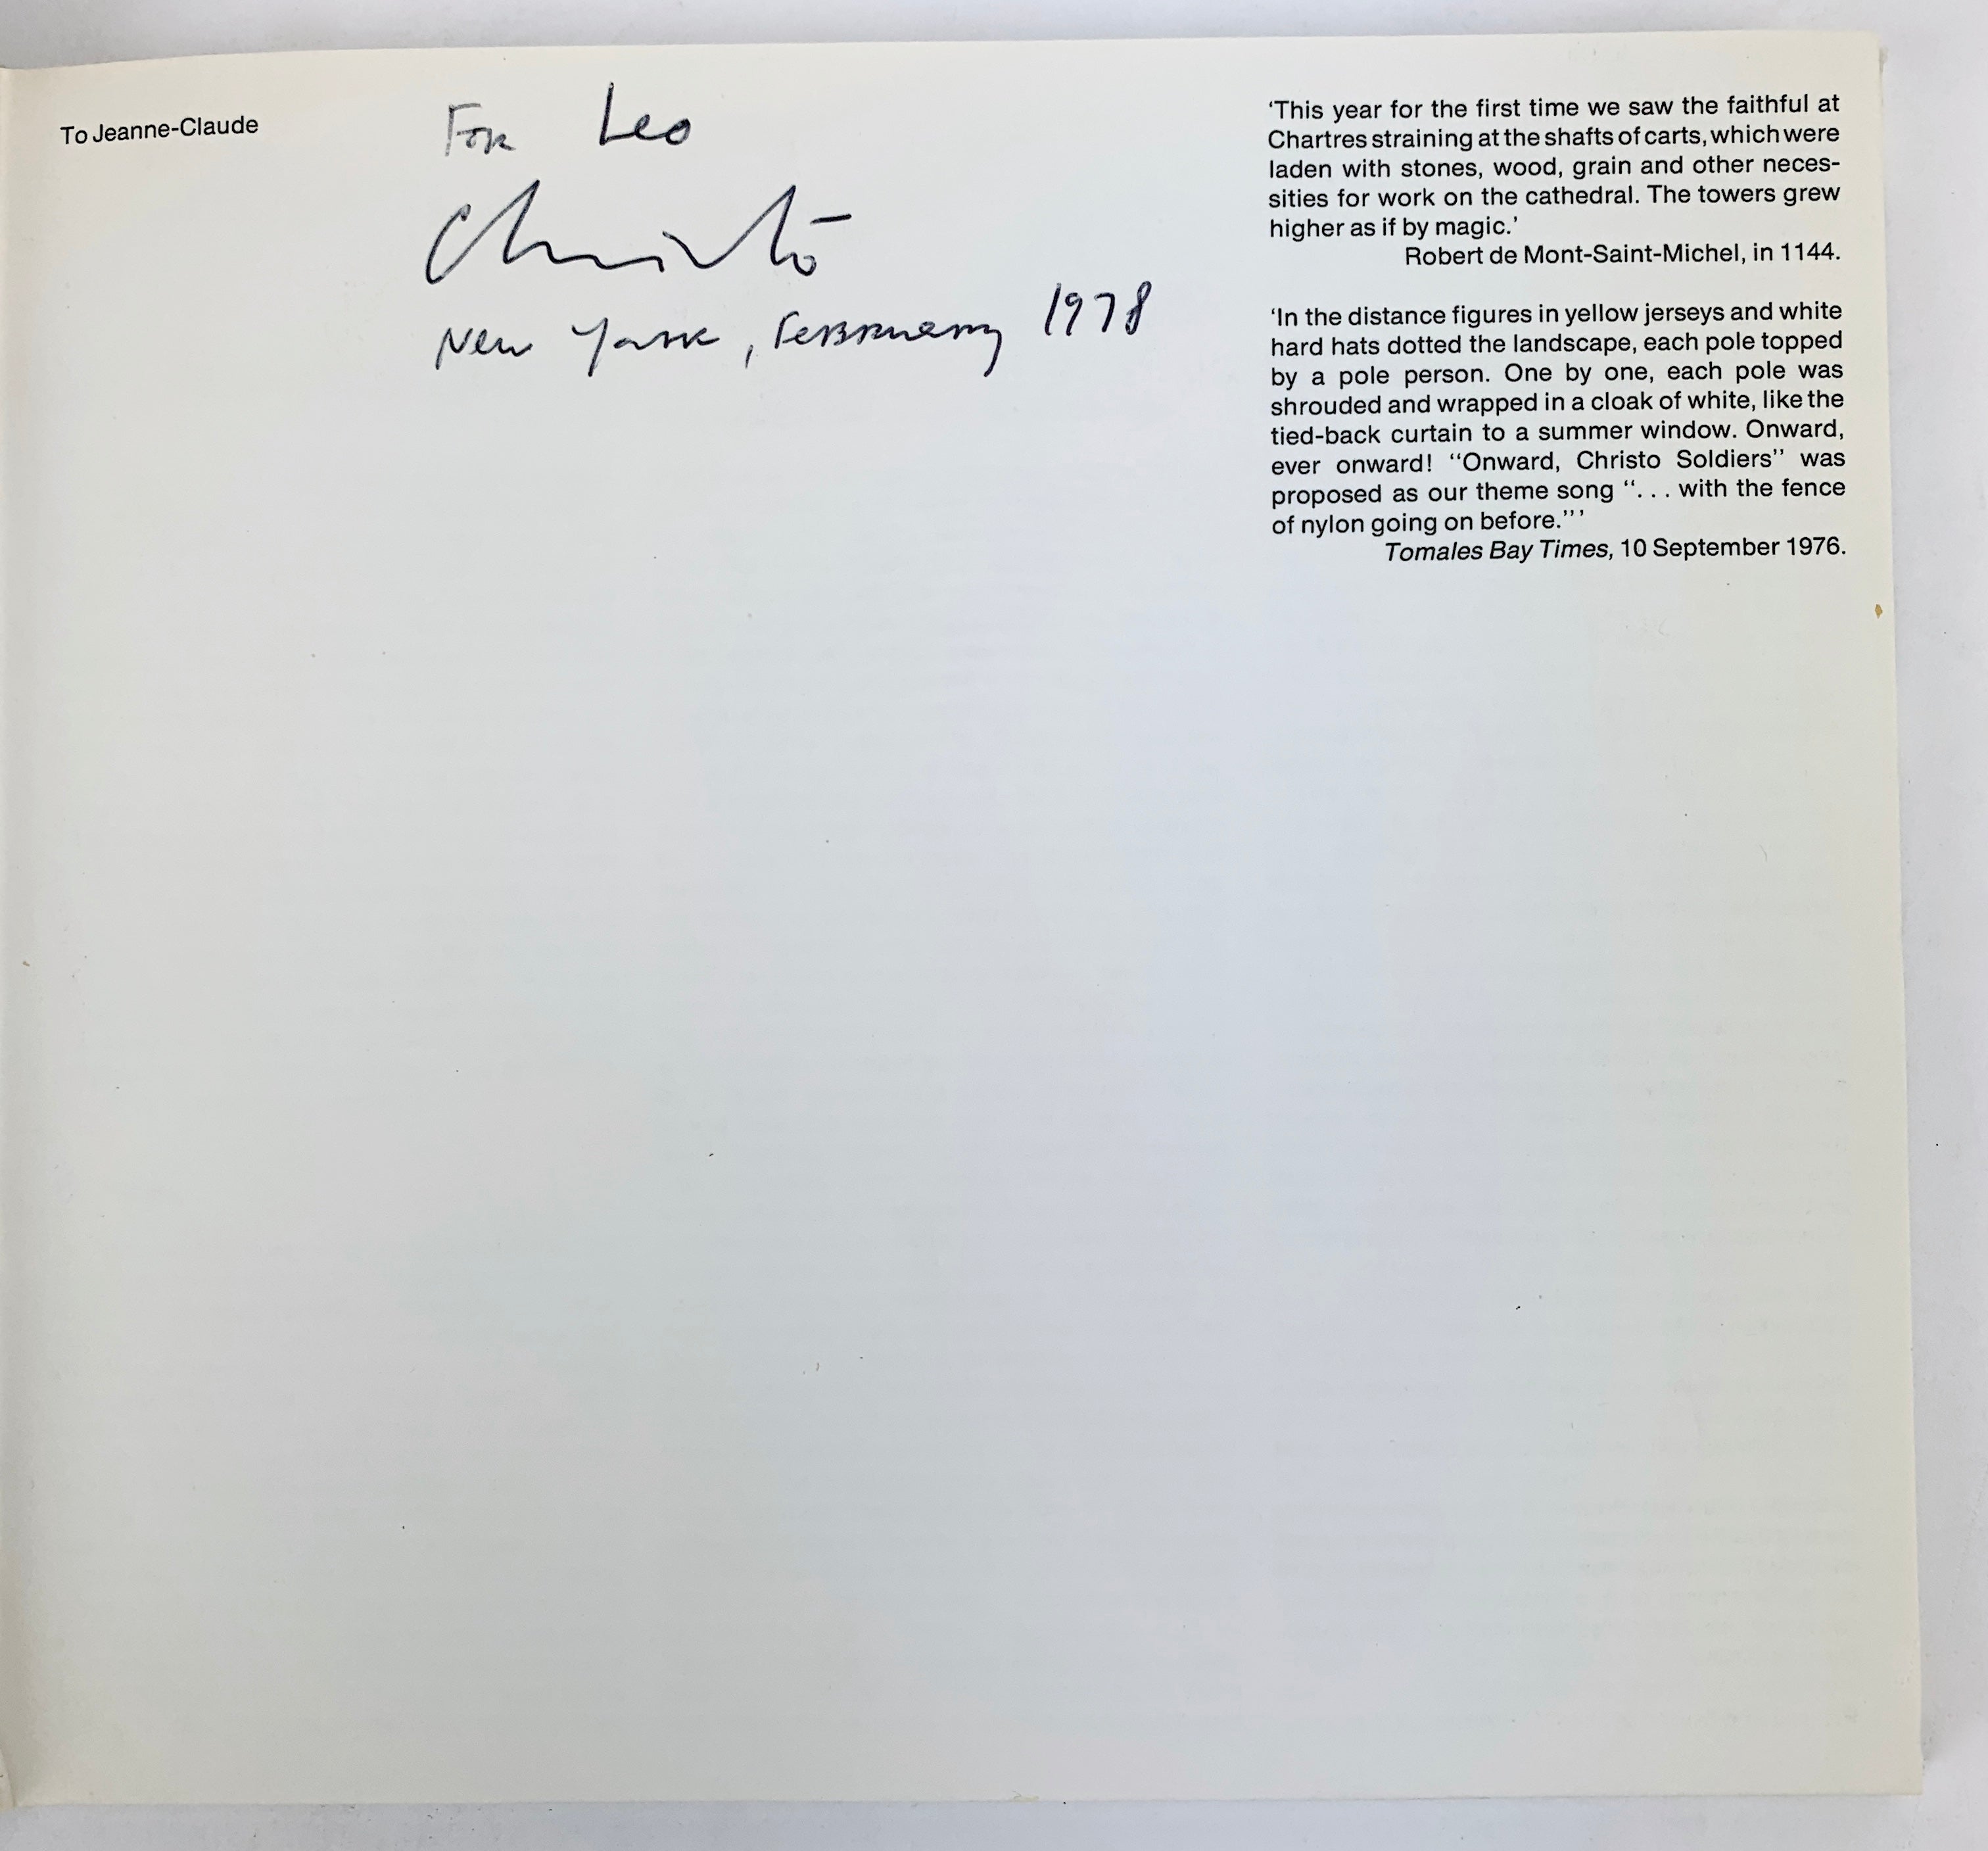 To Jeanne-Claude
For Leo
Christo
New York, February 1978
‘This year for the first time we saw the faithful at
Chartres straining at the shafts of carts, which were
laden with stones, wood, grain and other neces-
sities for work on the cathedral. The towers grew
higher as if by magic.’
Robert de Mont-Saint-Michel, in 1144.
‘In the distance figures in yellow jerseys and white
hard hats dotted the landscape, each pole topped
by a pole person. One by one, each pole was
shrouded and wrapped in a cloak of white, like the
tied-back curtain to a summer window. Onward,
ever onward! “Onward, Christo Soldiers” was
proposed as our theme song “. . . with the fence
of nylon going on before.”’
Tomales Bay Times, 10 September 1976.